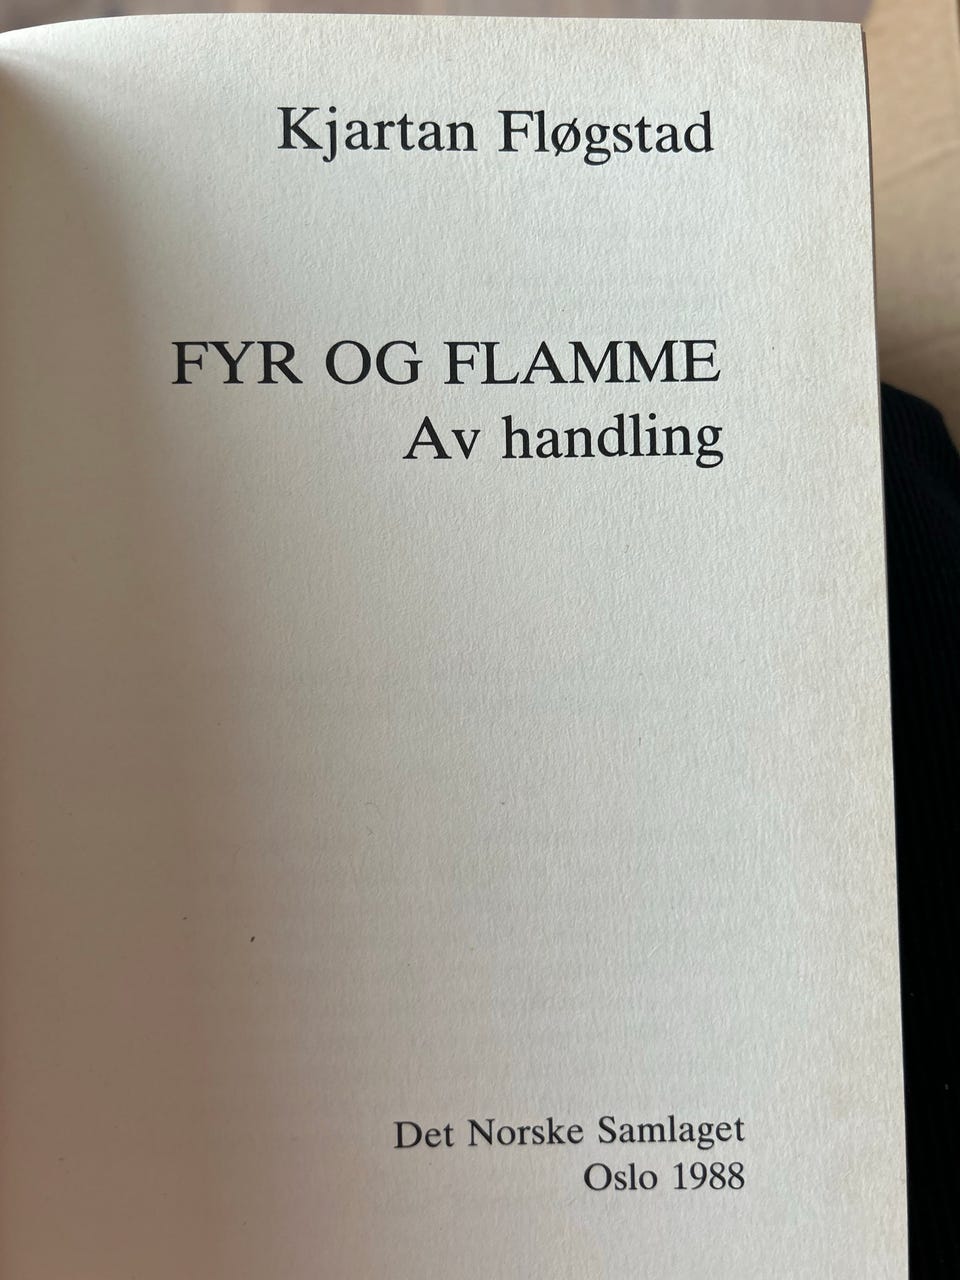 Kjartan Fløgstad
FYR OG FLAMME
Av handling
Det Norske Samlaget
Oslo 1988